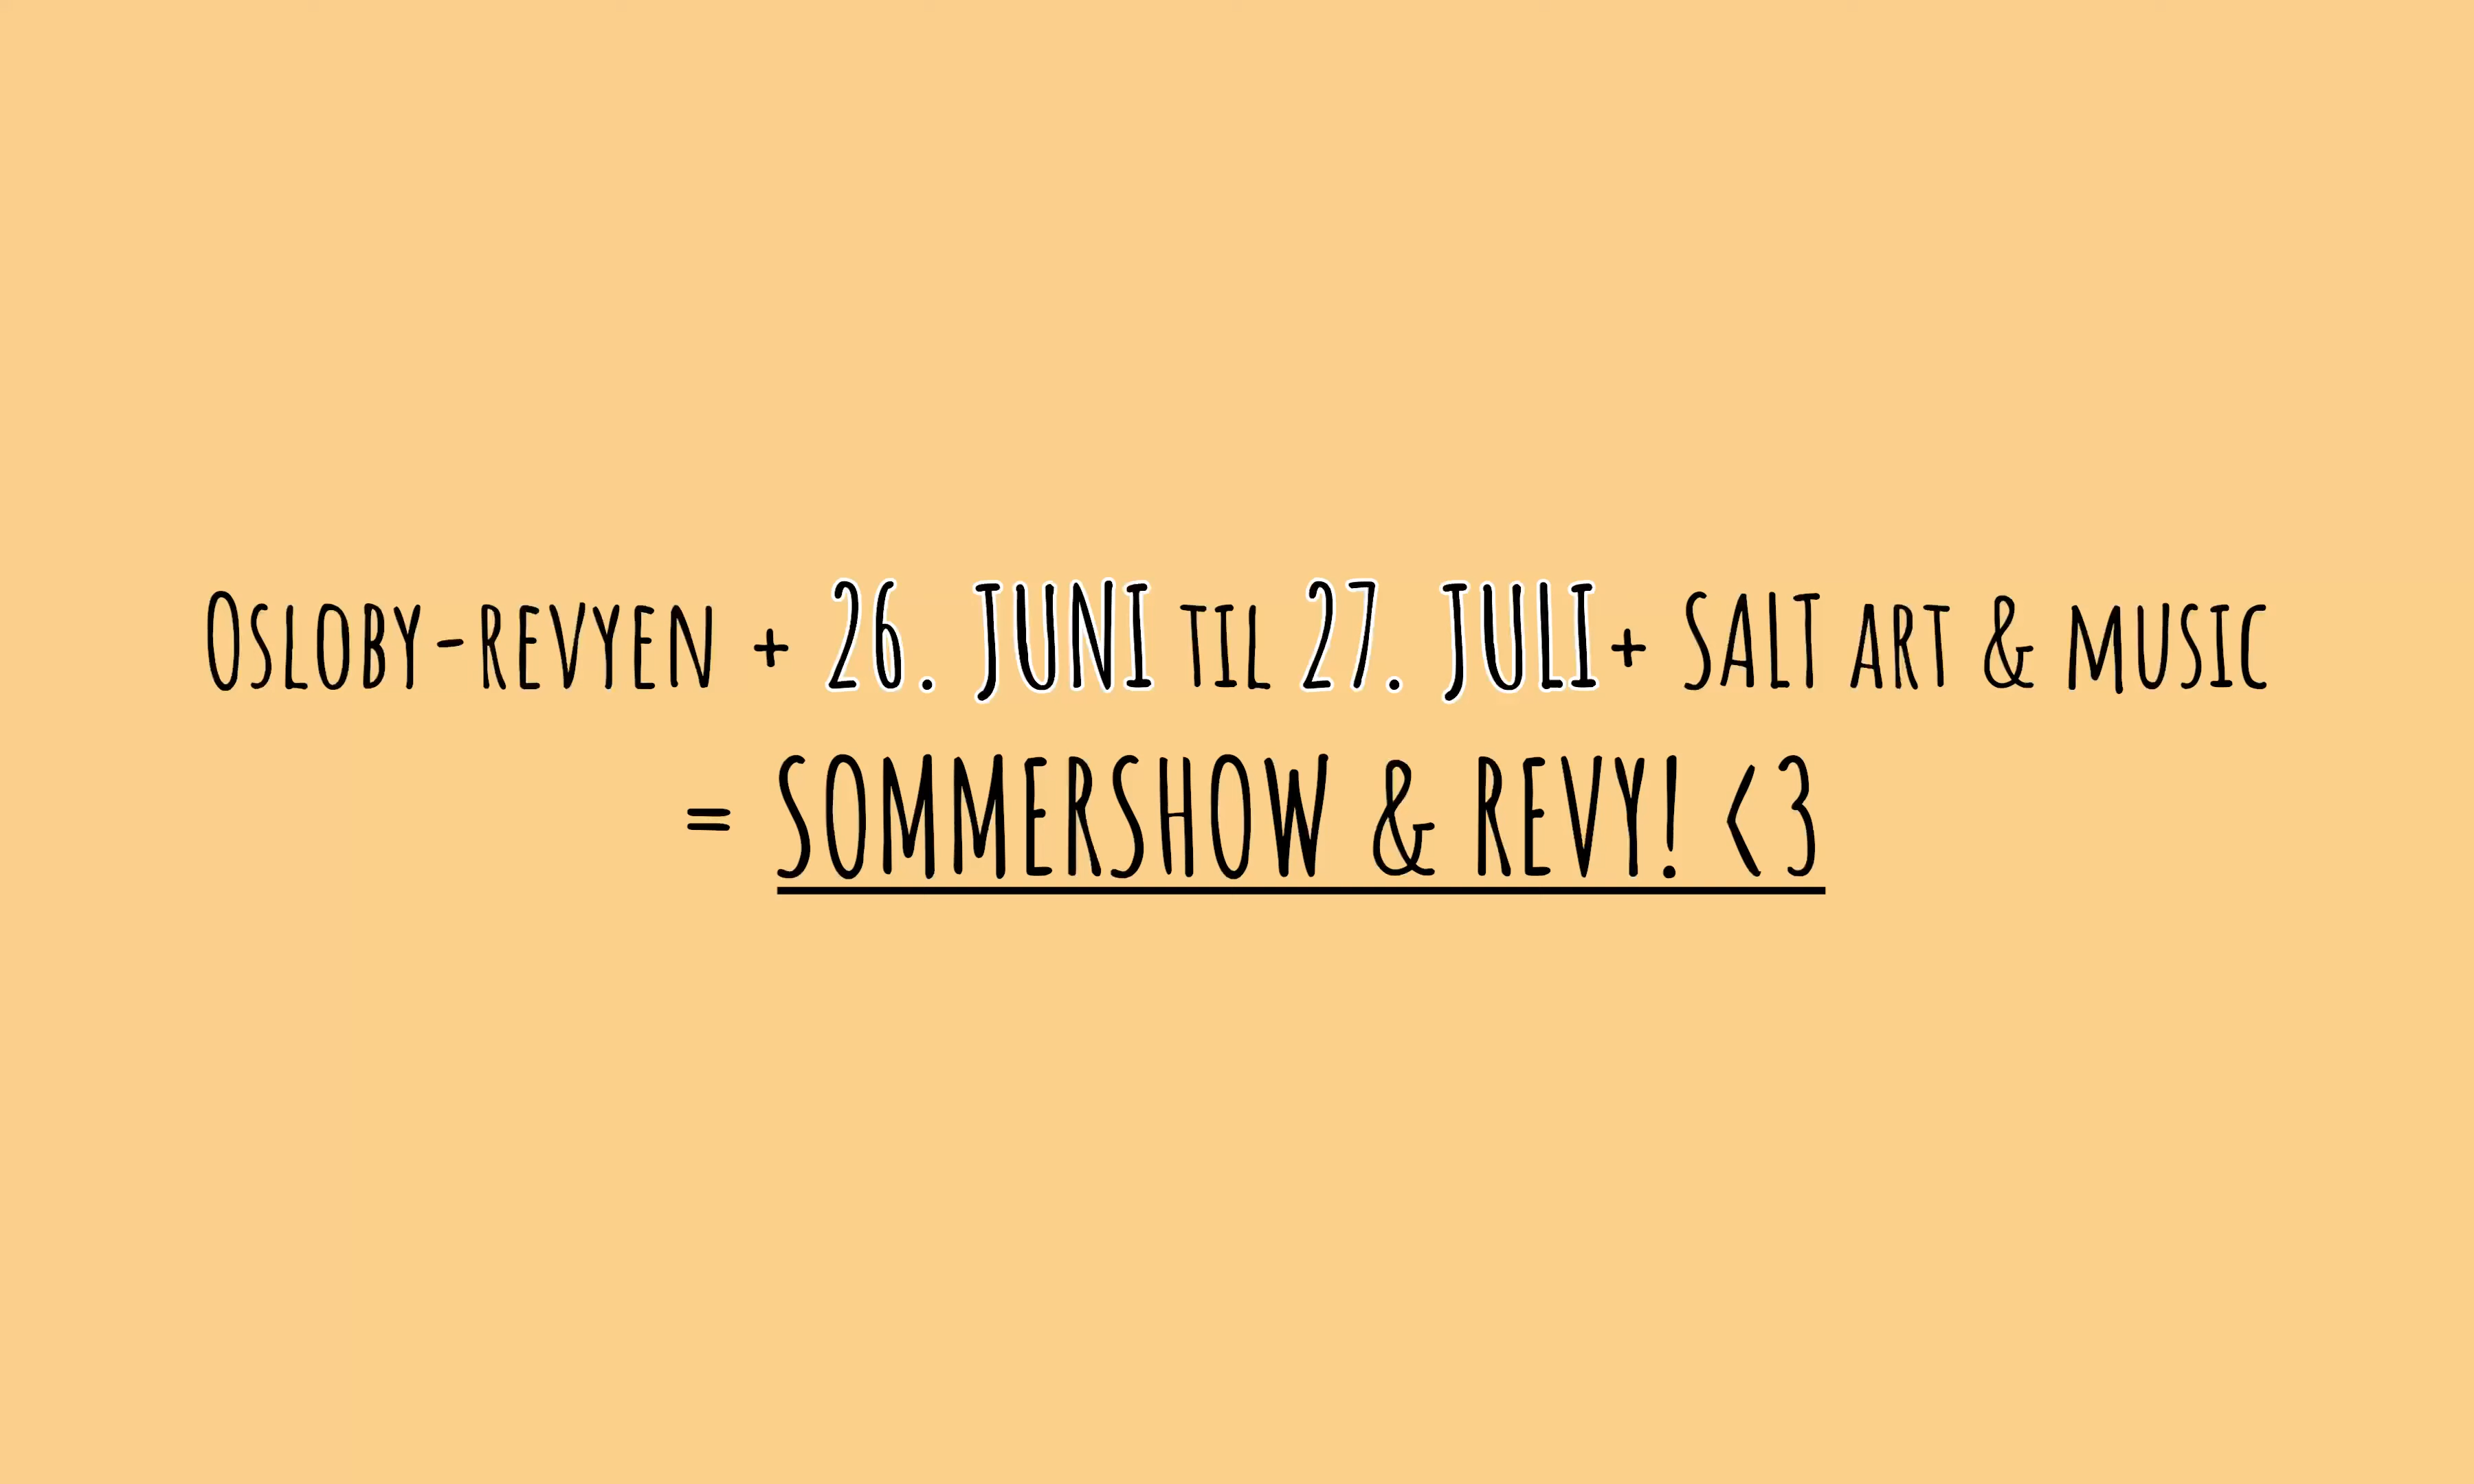 Osloby-revyen + 26. JUNI til 27. JULI + SALT ART & MUSIC
= SOMMERSHOW & REVY! <3